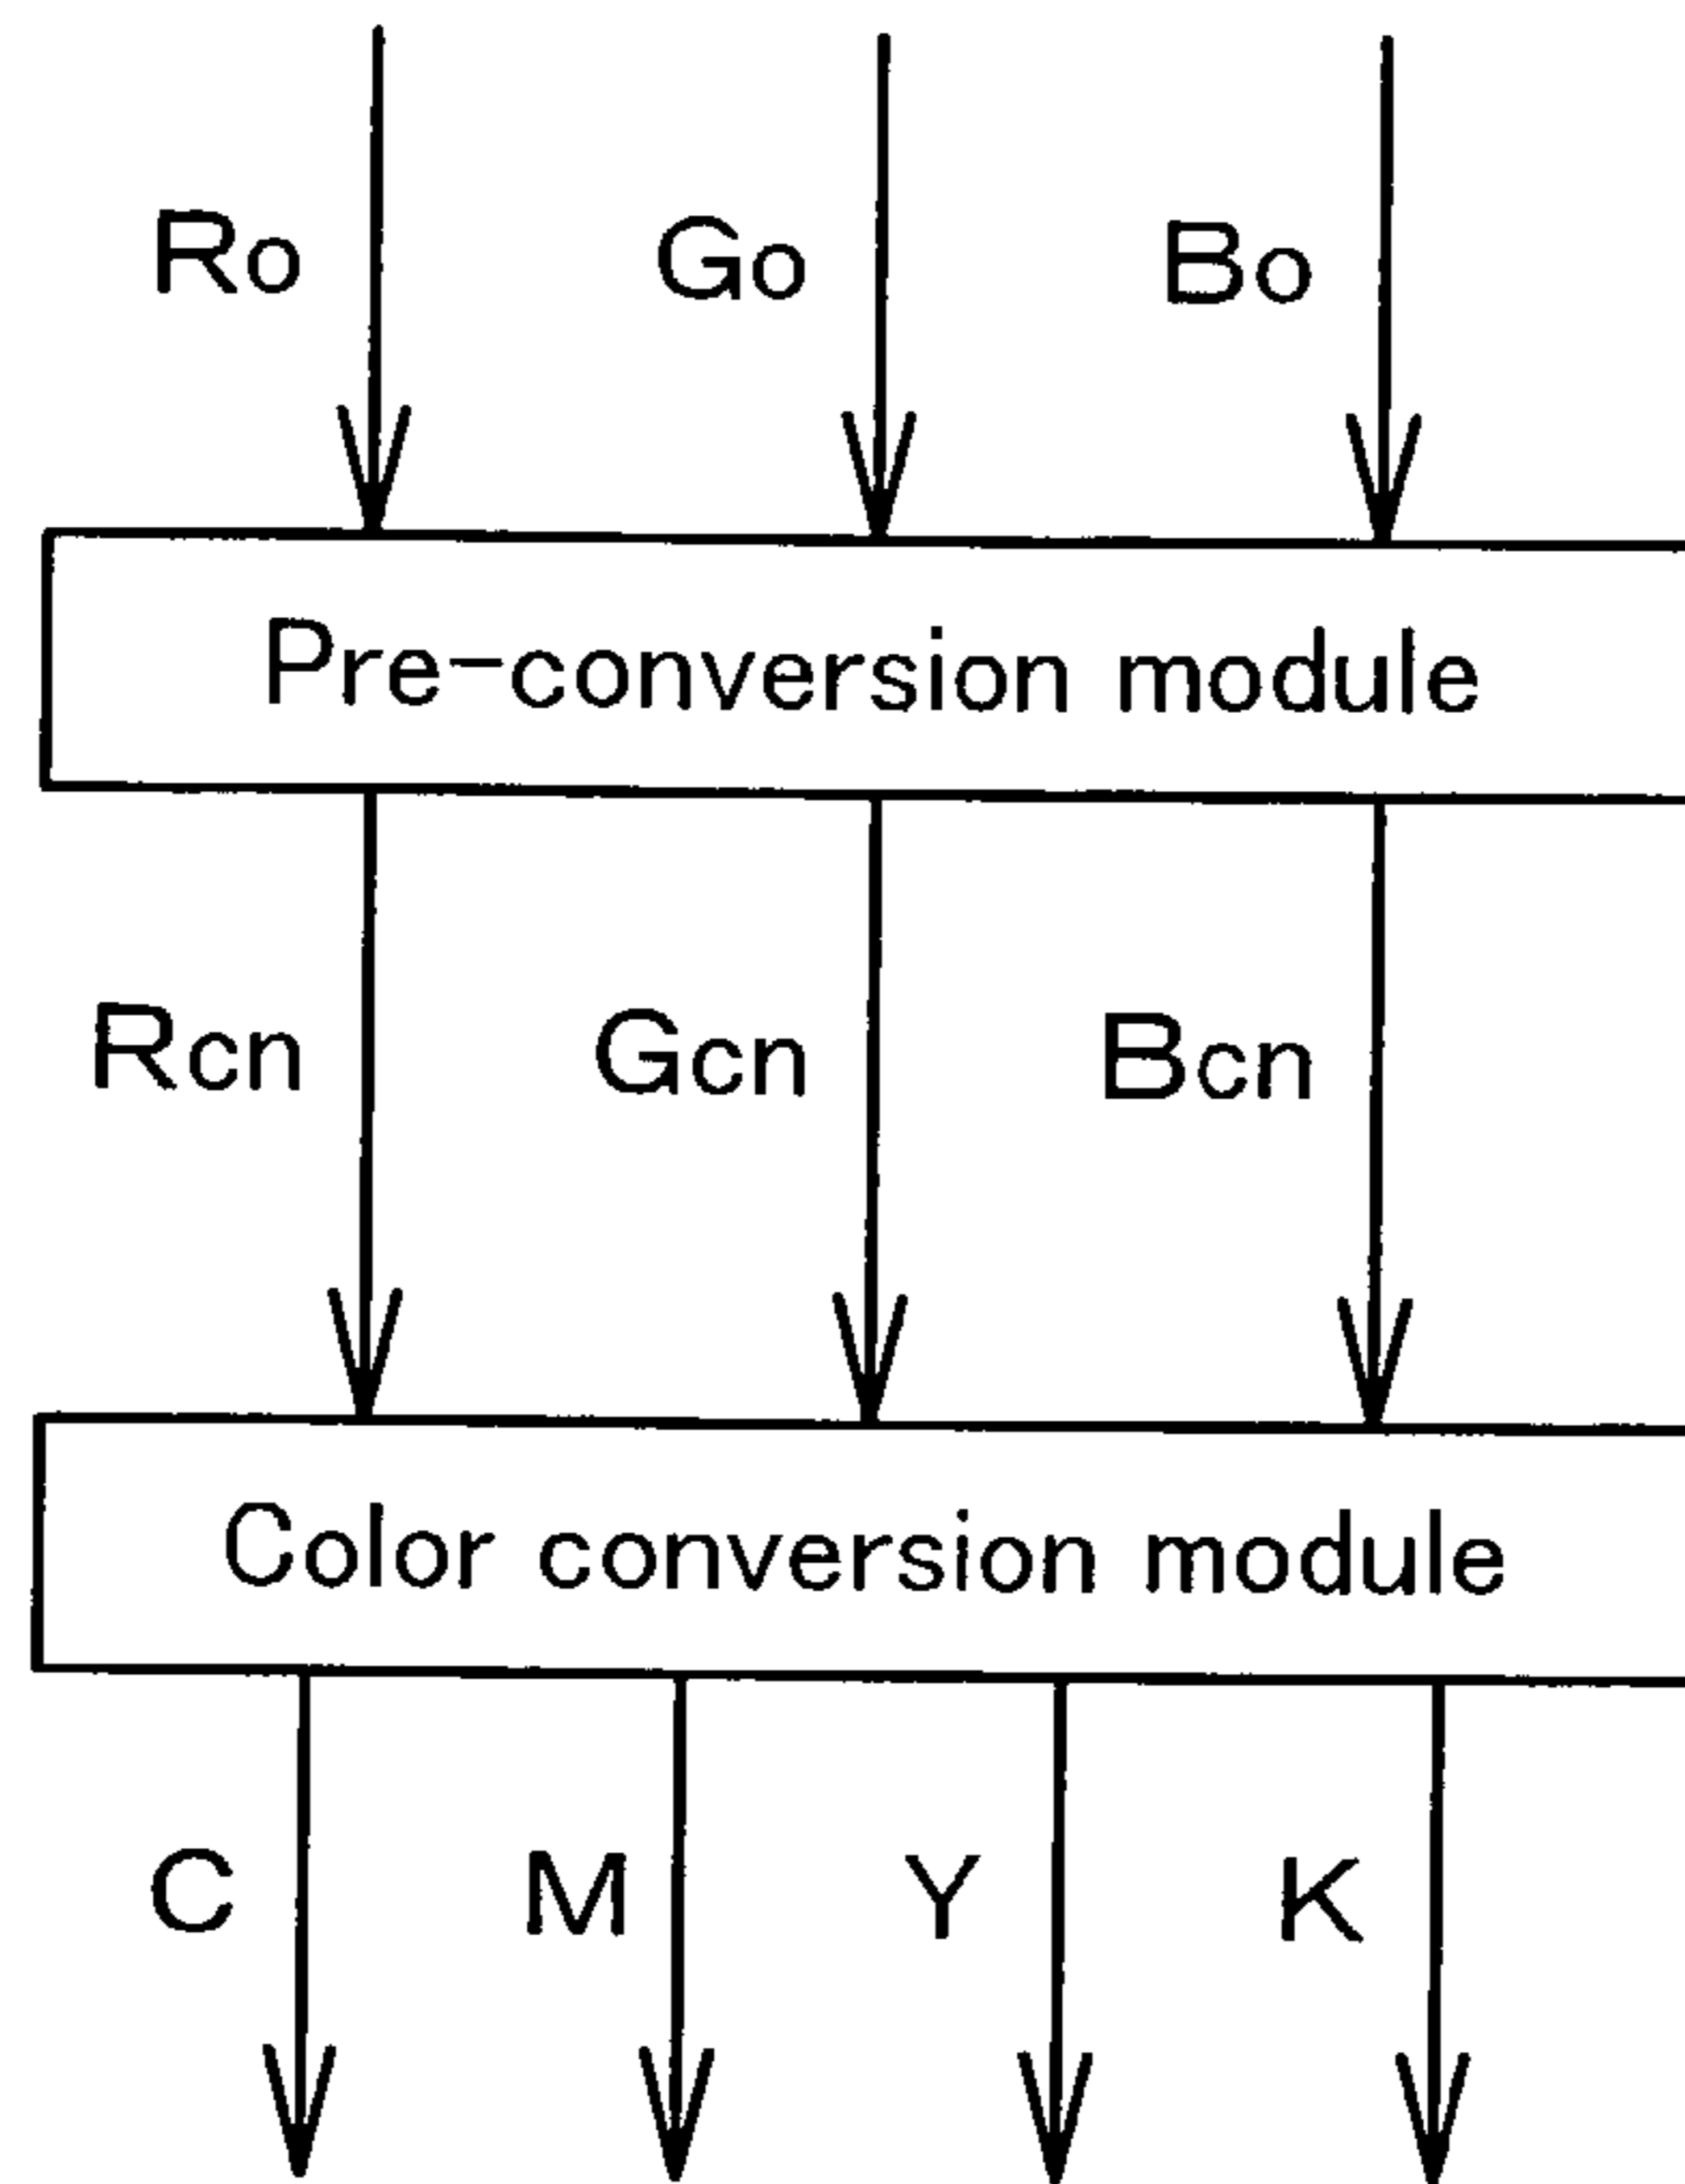 Ro Go Bo
Pre-conversion module
Rcn Gcn Bcn
Color conversion module
C M Y K